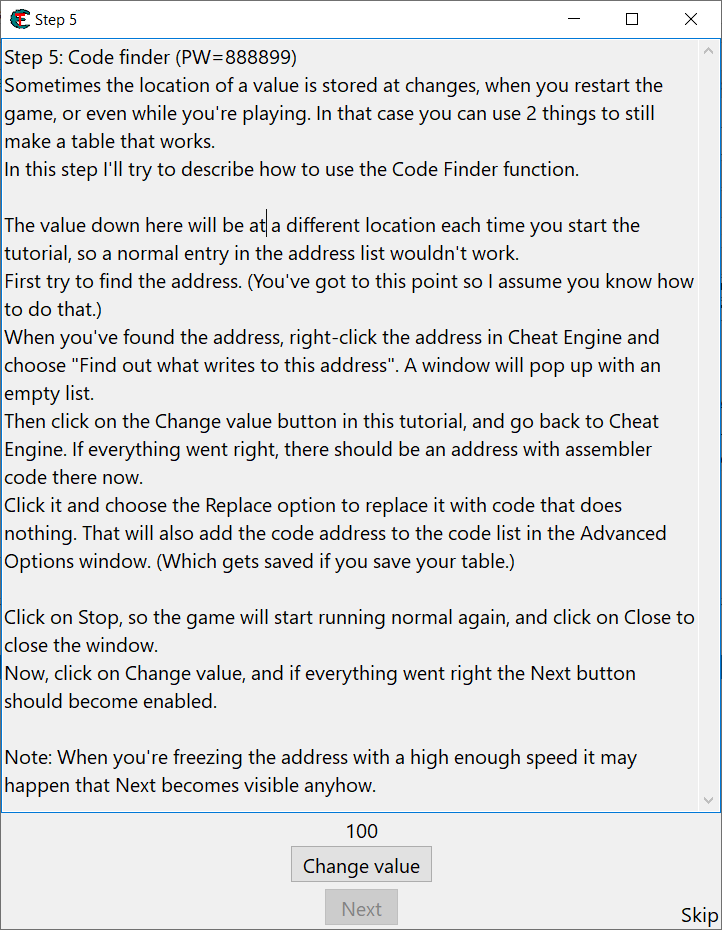 Step 5
Step 5: Code finder (PW=888899)
Sometimes the location of a value is stored at changes, when you restart the
game, or even while you're playing. In that case you can use 2 things to still
make a table that works.
In this step I'll try to describe how to use the Code Finder function.
The value down here will be at a different location each time you start the
tutorial, so a normal entry in the address list wouldn't work.
First try to find the address. (You've got to this point so I assume you know how
to do that.)
When you've found the address, right-click the address in Cheat Engine and
choose "Find out what writes to this address". A window will pop up with an
empty list.
Then click on the Change value button in this tutorial, and go back to Cheat
Engine. If everything went right, there should be an address with assembler
code there now.
Click it and choose the Replace option to replace it with code that does
nothing. That will also add the code address to the code list in the Advanced
Options window. (Which gets saved if you save your table.)
Click on Stop, so the game will start running normal again, and click on Close to
close the window.
Now, click on Change value, and if everything went right the Next button
should become enabled.
Note: When you're freezing the address with a high enough speed it may
happen that Next becomes visible anyhow.
100
Change value
Next
Skip